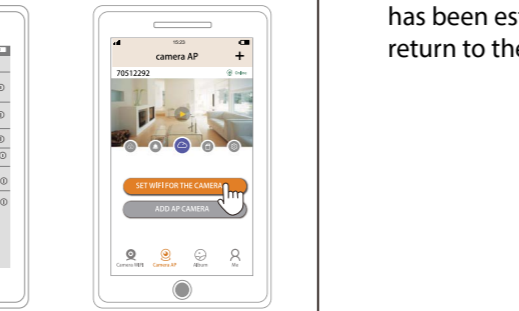 has been es
return to the
15:23
camera AP
+
70512292
Online
SET WIFI FOR THE CAMERA
ADD AP CAMERA
Camera WIFI
Camera AP
Album
Me